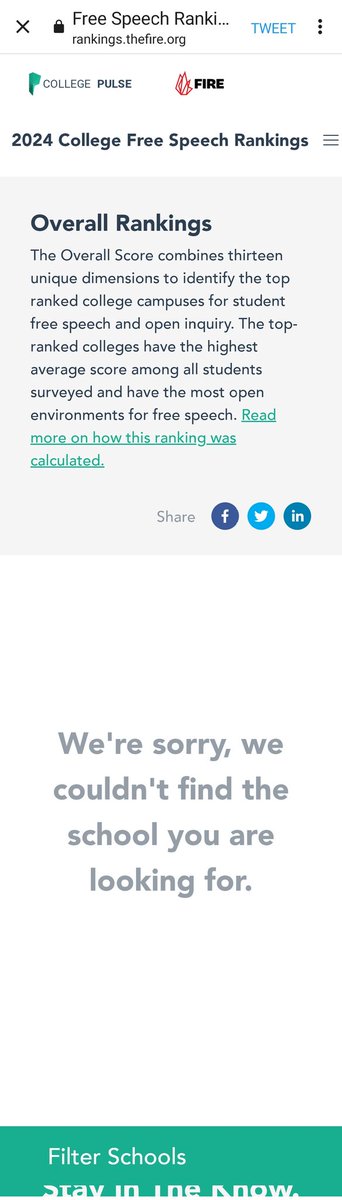 Free Speech Ranki...
rankings.thefire.org
TWEET
COLLEGE PULSE
FIRE
2024 College Free Speech Rankings
Overall Rankings
The Overall Score combines thirteen
unique dimensions to identify the top
ranked college campuses for student
free speech and open inquiry. The top-
ranked colleges have the highest
average score among all students
surveyed and have the most open
environments for free speech. Read
more on how this ranking was
calculated.
Share
We're sorry, we
couldn't find the
school you are
looking for.
Filter Schools
Stay In The Know.